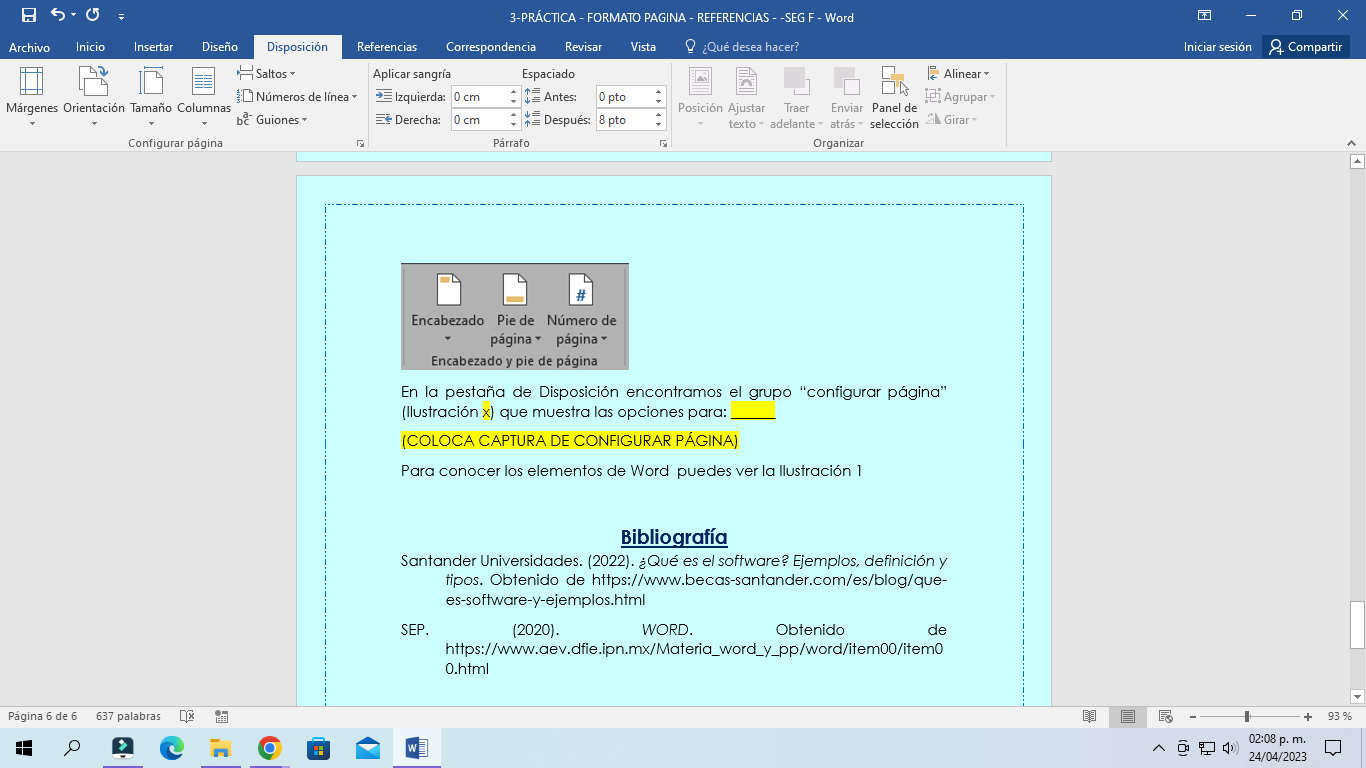 3-PRÁCTICA - FORMATO PAGINA - REFERENCIAS - -SEG F - Word
Archivo Inicio Insertar Diseño Disposición Referencias Correspondencia Revisar Vista ¿Qué desea hacer? Iniciar sesión Compartir
Márgenes Orientación Tamaño Columnas
Saltos
Números de línea
Guiones
Configurar página
Aplicar sangría Espaciado
Izquierda: 0 cm Antes: 0 pto
Derecha: 0 cm Después: 8 pto
Párrafo
Posición Ajustar texto Traer adelante Enviar atrás Panel de selección
Alinear
Agrupar
Girar
Organizar
Encabezado Pie de página Número de página
Encabezado y pie de página
En la pestaña de Disposición encontramos el grupo “configurar página”
(Ilustración x) que muestra las opciones para: ______
(COLOCA CAPTURA DE CONFIGURAR PÁGINA)
Para conocer los elementos de Word puedes ver la Ilustración 1
Bibliografía
Santander Universidades. (2022). ¿Qué es el software? Ejemplos, definición y
tipos. Obtenido de https://www.becas-santander.com/es/blog/que-
es-software-y-ejemplos.html
SEP. (2020). WORD. Obtenido de
https://www.aev.dfie.ipn.mx/Materia_word_y_pp/word/item00/item0
0.html
Página 6 de 6 637 palabras 93 %
02:08 p. m.
24/04/2023